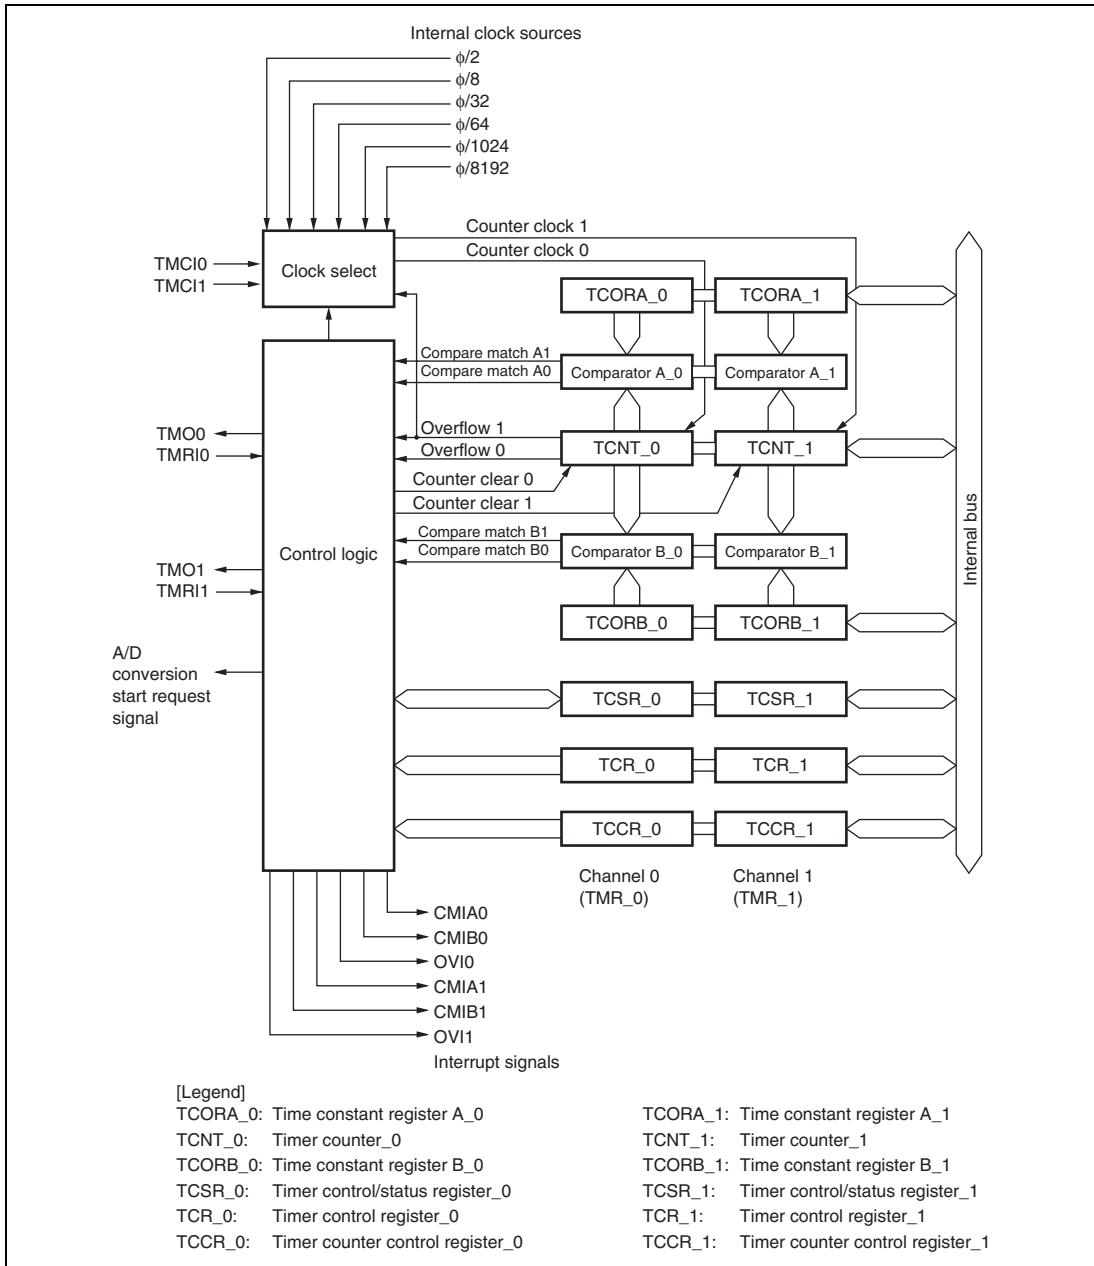 Internal clock sources
ϕ/2
ϕ/8
ϕ/32
ϕ/64
ϕ/1024
ϕ/8192
Counter clock 1
Counter clock 0
TMCI0
TMCI1
Clock select
TCORA_0
TCORA_1
Compare match A1
Compare match A0
Comparator A_0
Comparator A_1
TMO0
TMRI0
Overflow 1
Overflow 0
TCNT_0
TCNT_1
Counter clear 0
Counter clear 1
Compare match B1
Compare match B0
Comparator B_0
Comparator B_1
Control logic
Internal bus
TMO1
TMRI1
TCORB_0
TCORB_1
A/D
conversion
start request
signal
TCSR_0
TCSR_1
TCR_0
TCR_1
TCCR_0
TCCR_1
Channel 0
(TMR_0)
Channel 1
(TMR_1)
CMIA0
CMIB0
OVI0
CMIA1
CMIB1
OVI1
Interrupt signals
[Legend]
TCORA_0: Time constant register A_0
TCNT_0: Timer counter_0
TCORB_0: Time constant register B_0
TCSR_0: Timer control/status register_0
TCR_0: Timer control register_0
TCCR_0: Timer counter control register_0
TCORA_1: Time constant register A_1
TCNT_1: Timer counter_1
TCORB_1: Time constant register B_1
TCSR_1: Timer control/status register_1
TCR_1: Timer control register_1
TCCR_1: Timer counter control register_1